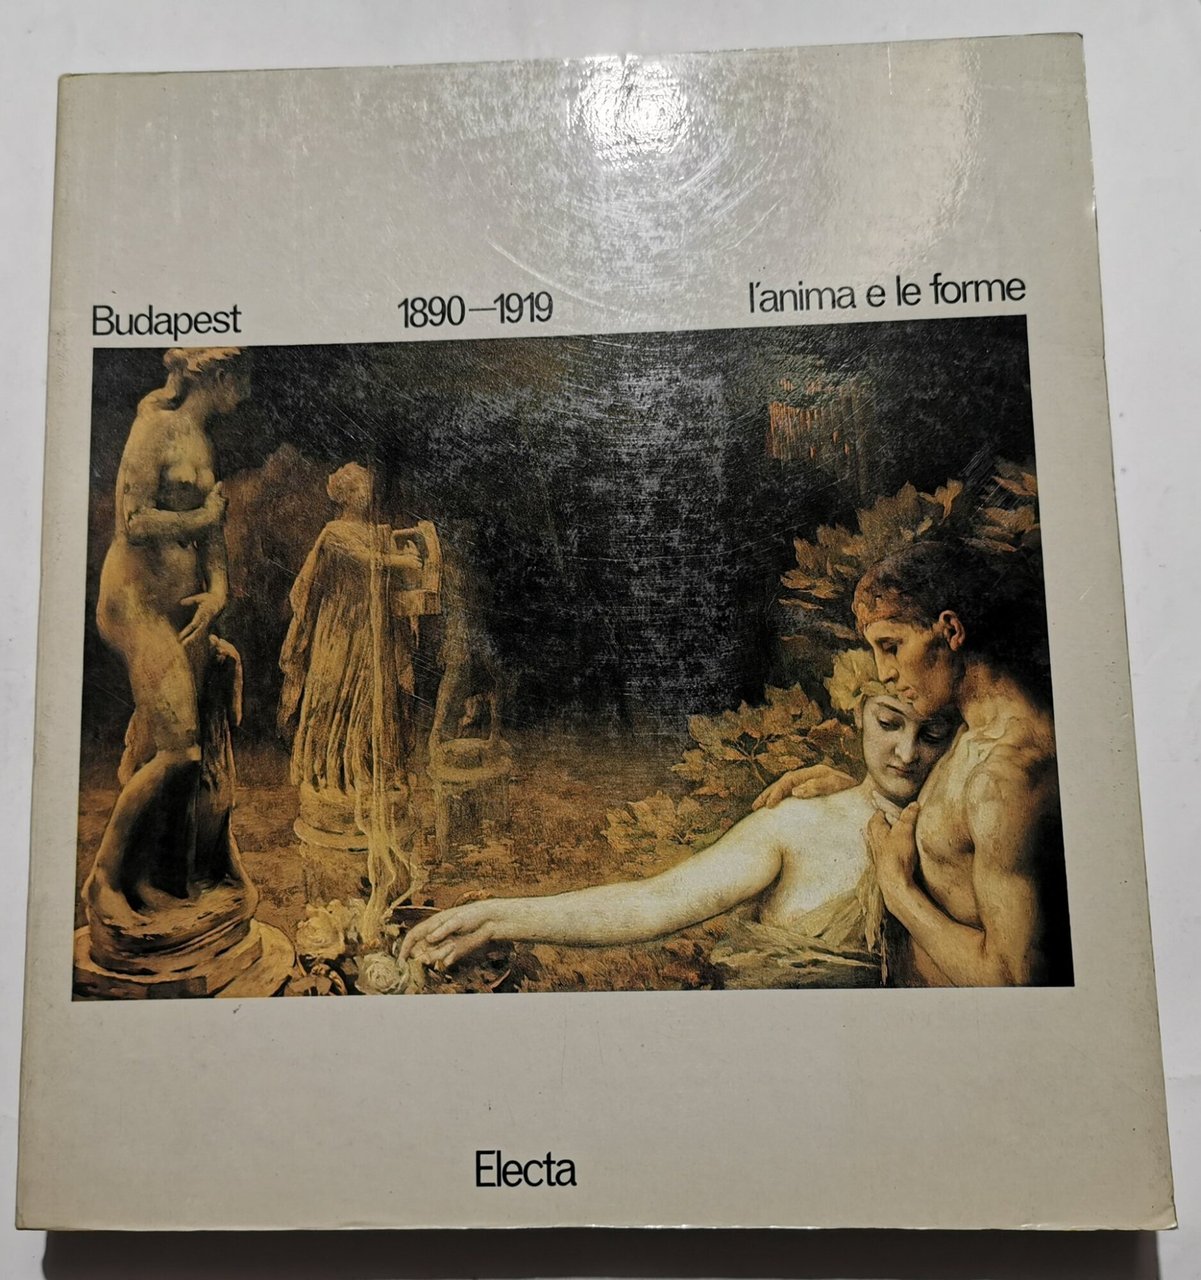 Budapest 1890—1919 l'anima e le forme
Electa